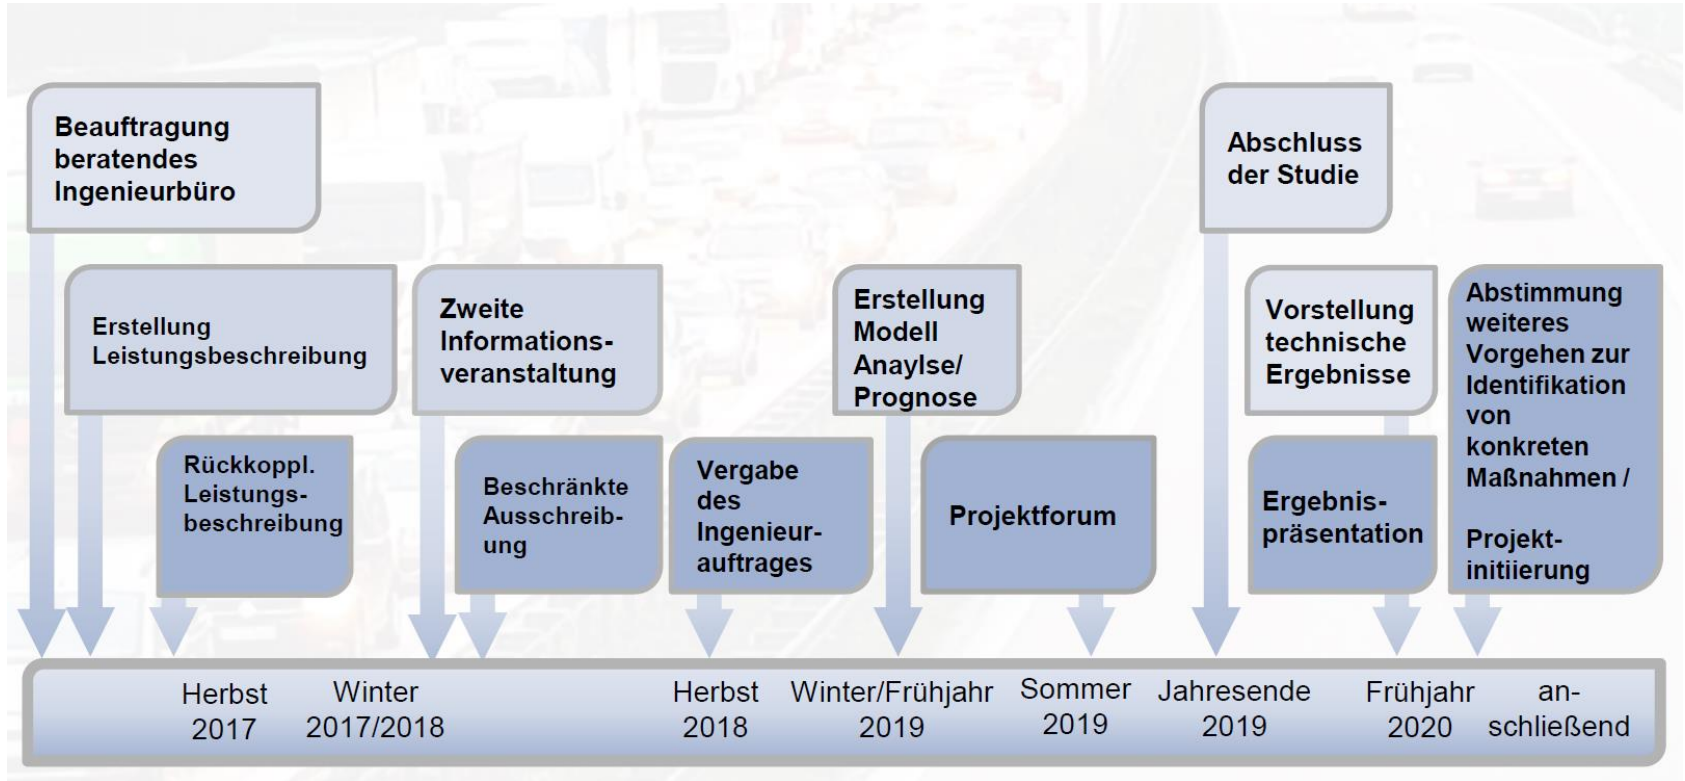 Beauftragung
beratendes
Ingenieurbüro
Abschluss
der Studie
Erstellung
Leistungsbeschreibung
Zweite
Informations-
veranstaltung
Erstellung
Modell
Anaylse/
Prognose
Vorstellung
technische
Ergebnisse
Abstimmung
weiteres
Vorgehen zur
Identifikation
von
konkreten
Maßnahmen /
Projekt-
initiierung
Rückkoppl.
Leistungs-
beschreibung
Beschränkte
Ausschreib-
ung
Vergabe
des
Ingenieur-
auftrages
Projektforum
Ergebnis-
präsentation
Herbst
2017
Winter
2017/2018
Herbst
2018
Winter/Frühjahr
2019
Sommer
2019
Jahresende
2019
Frühjahr
2020
an-
schließend